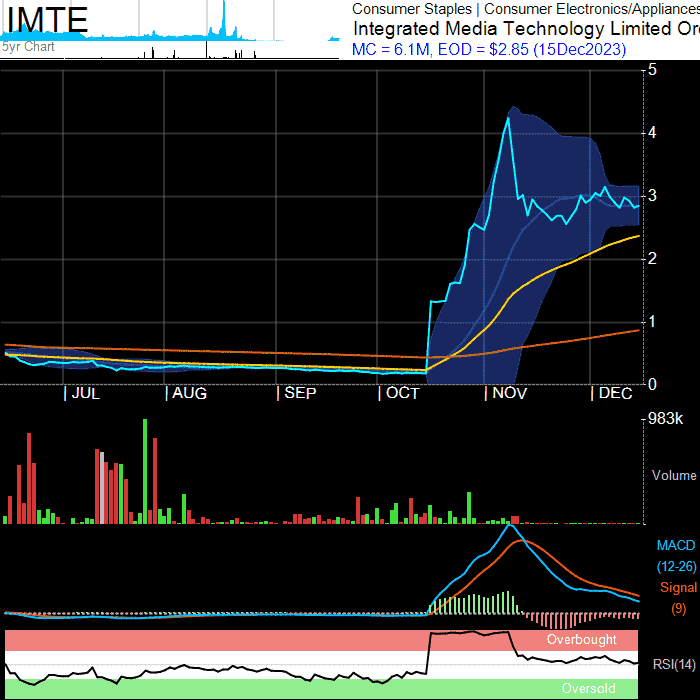 IMTE
5yr Chart
Consumer Staples | Consumer Electronics/Appliances
Integrated Media Technology Limited Or
MC = 6.1M, EOD = $2.85 (15Dec2023)
5
4
3
2
1
0
| JUL | AUG | SEP | OCT | NOV | DEC
983k
Volume
MACD
(12-26)
Signal
(9)
Overbought
RSI(14)
Oversold